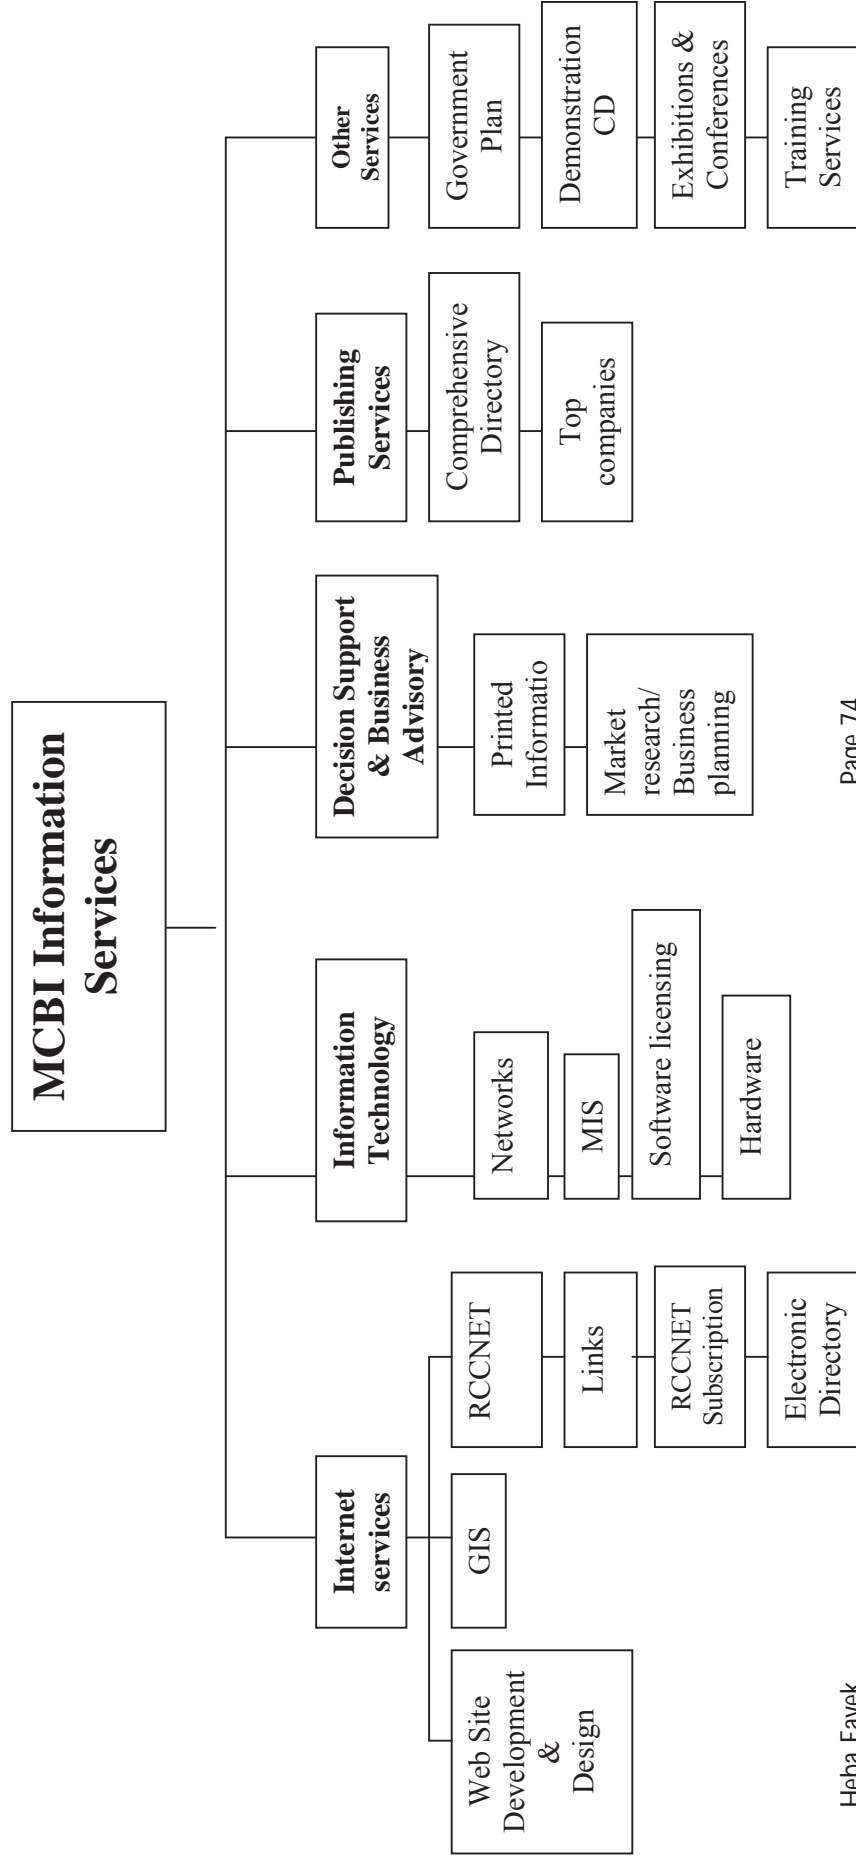 MCBI Information
Services
Internet
services
Web Site
Development
&
Design
GIS
RCCNET
Links
RCCNET
Subscription
Electronic
Directory
Information
Technology
Networks
MIS
Software licensing
Hardware
Decision Support
& Business
Advisory
Printed
Informatio
Market
research/
Business
planning
Publishing
Services
Comprehensive
Directory
Top
companies
Other
Services
Government
Plan
Demonstration
CD
Exhibitions &
Conferences
Training
Services
Heba Fayek
Page 74